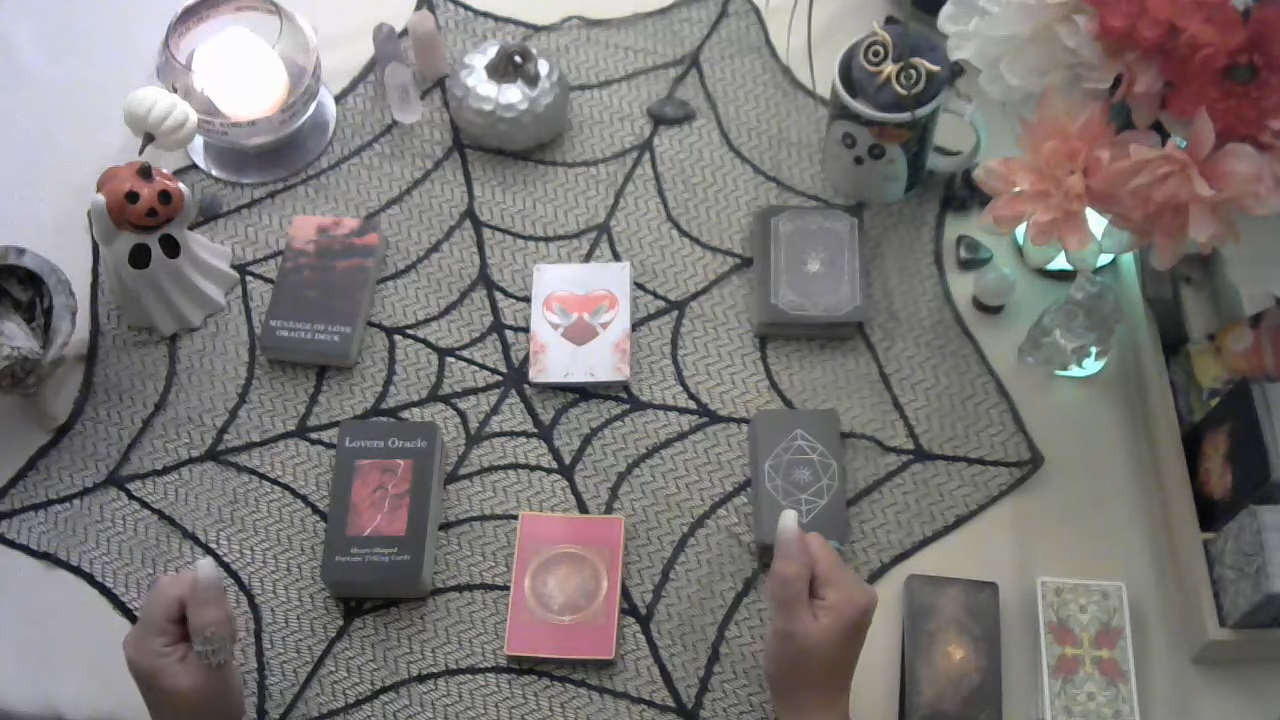 MESSAGE OF LOVE
ORACLE DECK
Lovers Oracle
Heart-Shaped
Fortune Telling Cards